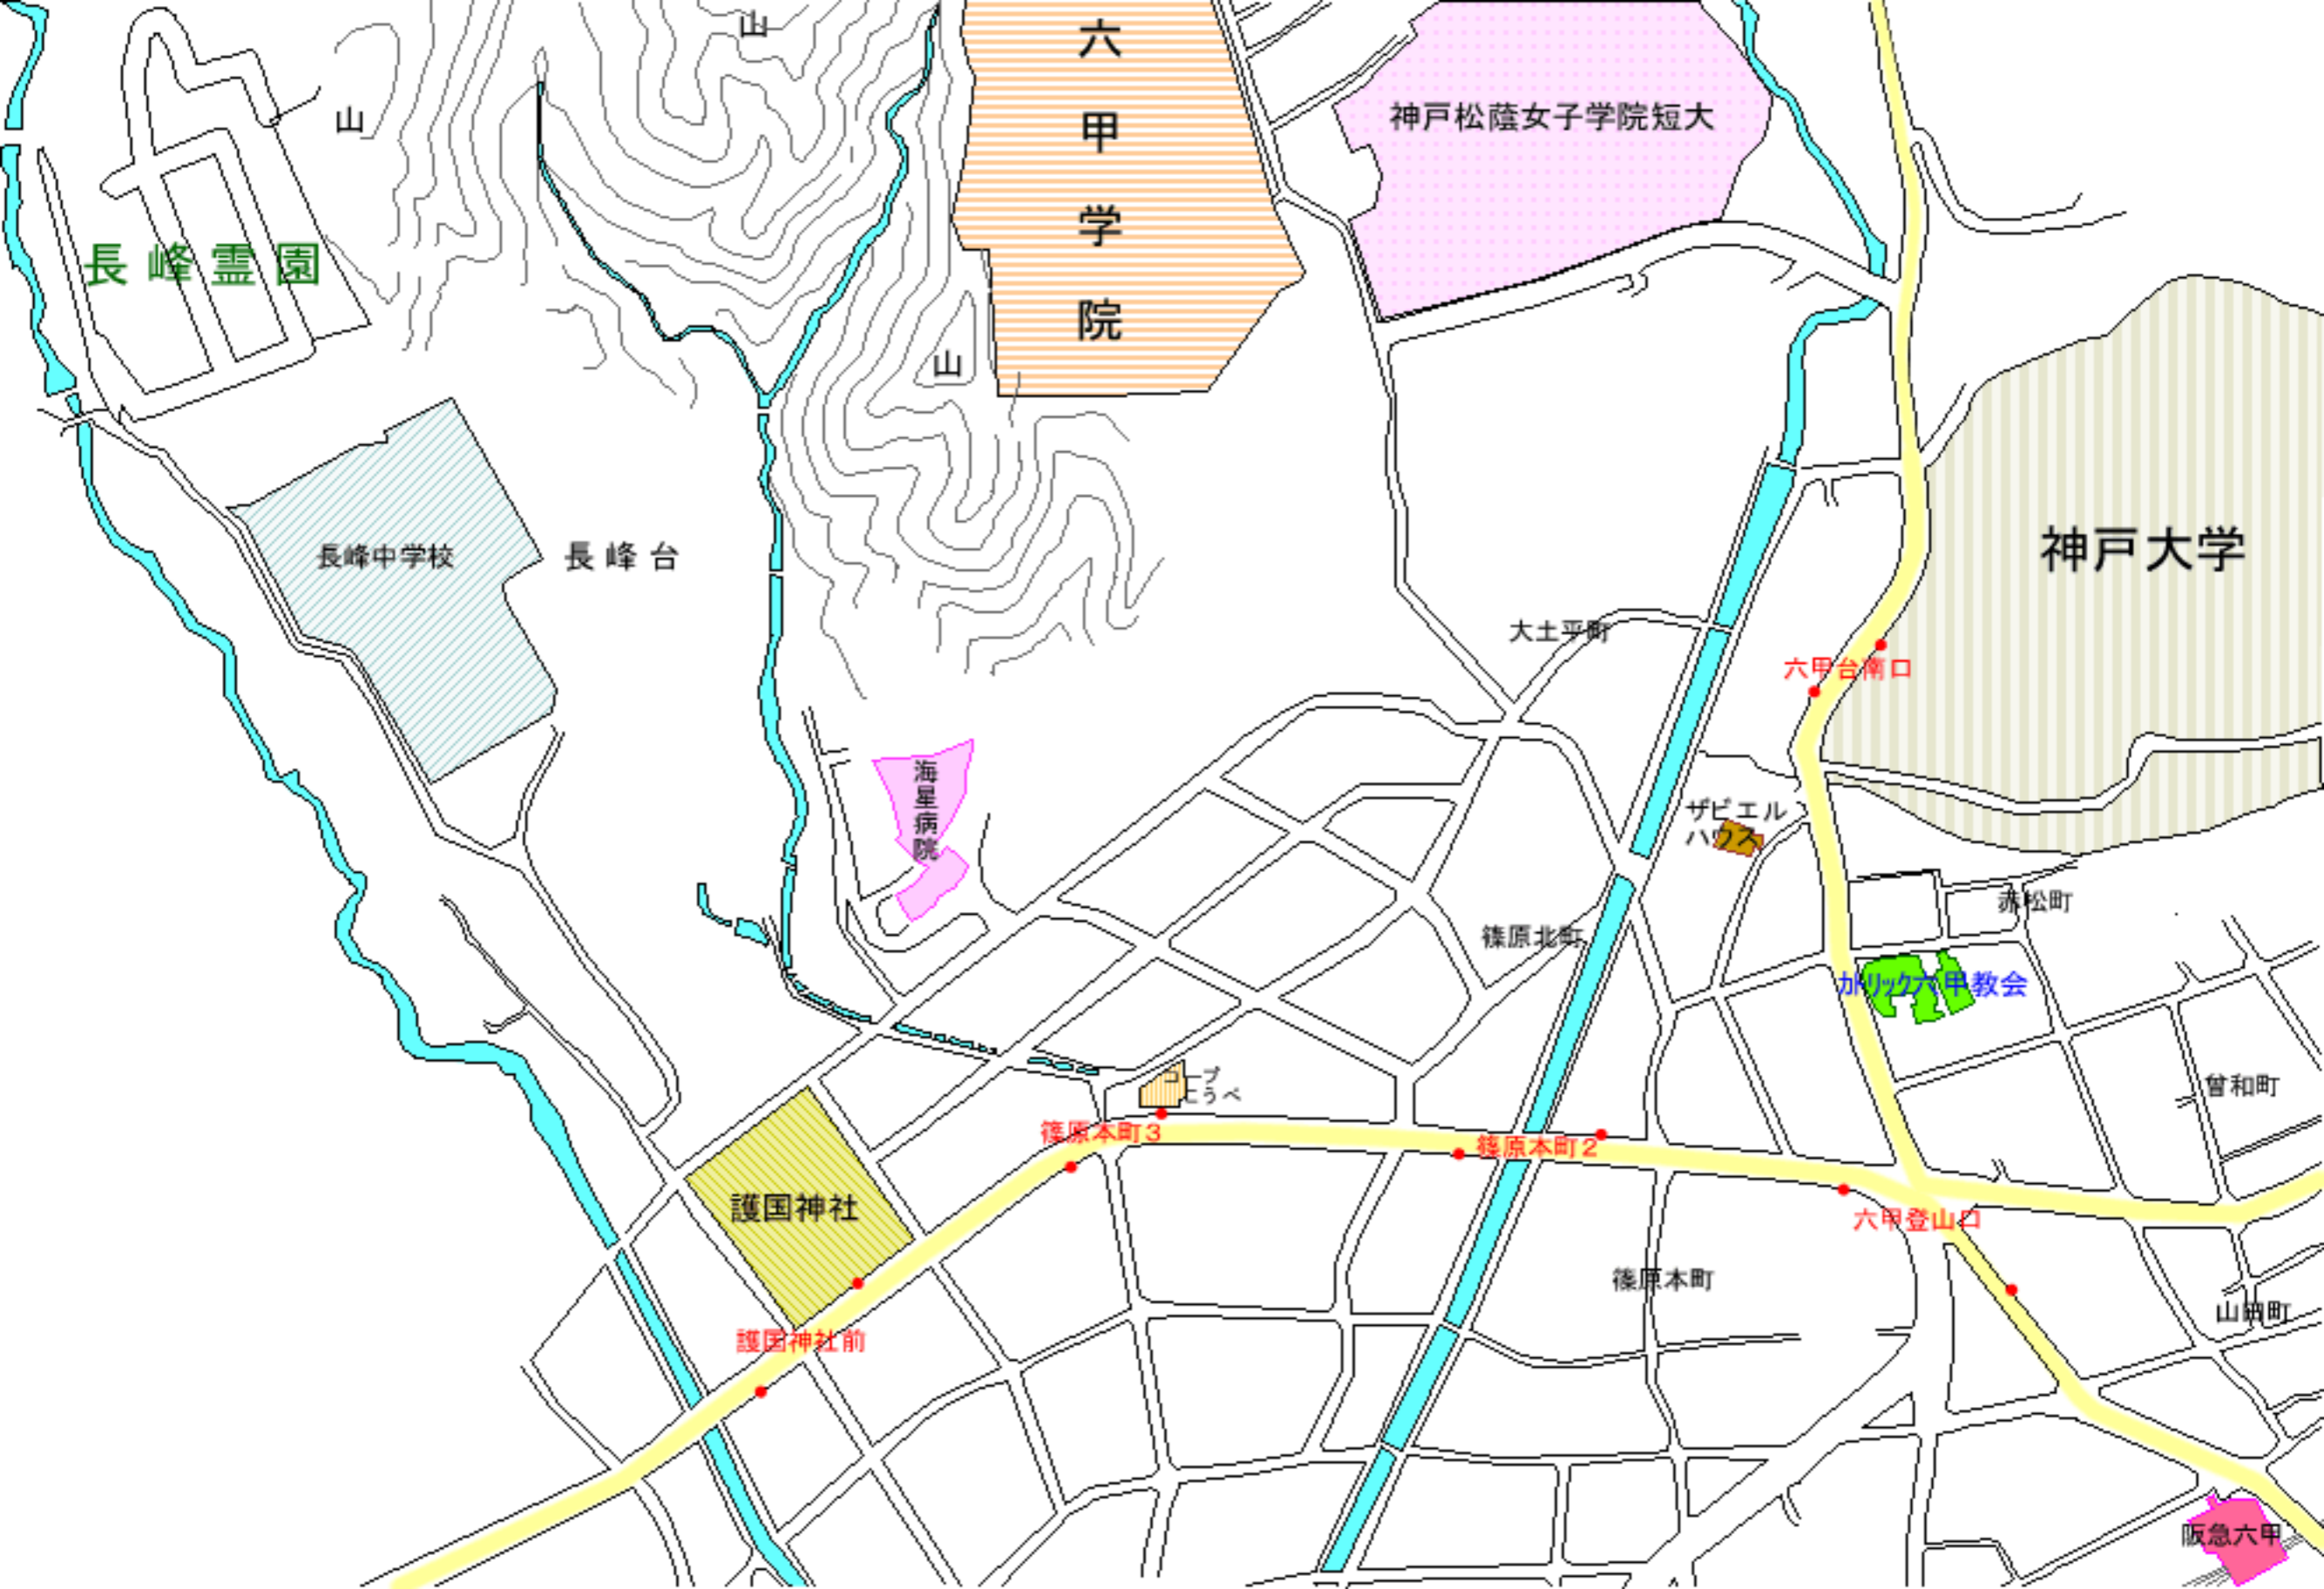 山
六甲学院
神戸松蔭女子学院短大
山
長峰霊園
山
長峰中学校
長峰台
神戸大学
大土平町
六甲台南口
海星病院
ザビエル
ハウス
赤松町
篠原北町
カトリック六甲教会
コープ
こうべ
曾和町
篠原本町3
篠原本町2
護国神社
六甲登山口
篠原本町
山田町
護国神社前
阪急六甲